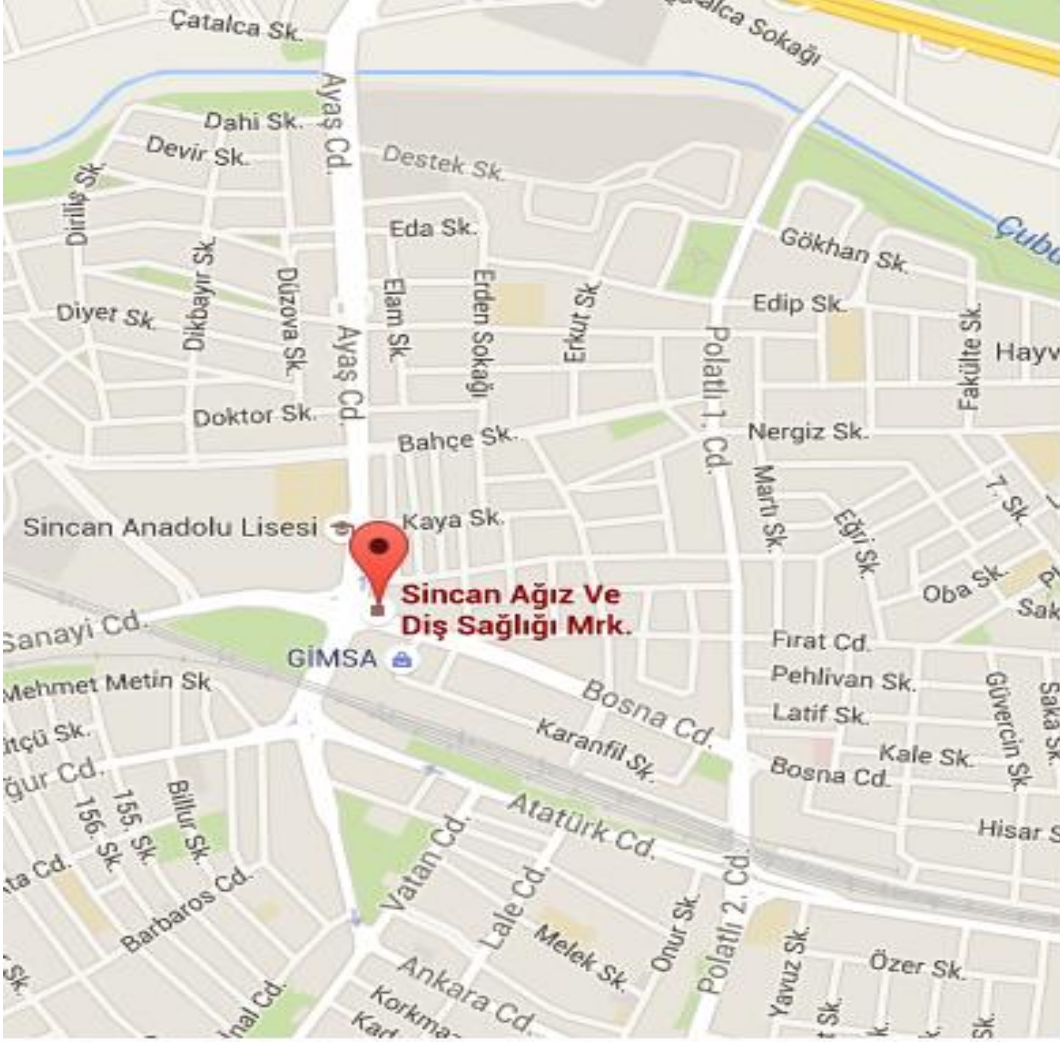 Çatalca Sk.
Ayaş Cd.
Dahi Sk.
Devir Sk.
Destek Sk.
Diriliş Sk.
Eda Sk.
Gökhan Sk.
Dikbayır Sk.
Düzova Sk.
Elam Sk.
Erden Sokağı
Erkut Sk.
Edip Sk.
Diyet Sk.
Ayaş Cd.
Polatlı 1. Cd.
Fakülte Sk.
Doktor Sk.
Bahçe Sk.
Nergiz Sk.
Martı Sk.
Eğri Sk.
7. Sk.
Sincan Anadolu Lisesi
Kaya Sk.
Oba Sk.
Sincan Ağız Ve
Diş Sağlığı Mrk.
Sanayi Cd.
Fırat Cd.
GİMSA
Mehmet Metin Sk
Pehlivan Sk.
Güvercin Sk.
Saka Sk.
Bosna Cd.
Latif Sk.
Karanfil Sk.
Kale Sk.
Bosna Cd.
156. Sk.
155. Sk.
Billur Sk.
Atatürk Cd.
Vatan Cd.
Lale Cd.
Barbaros Cd.
Melek Sk.
Onur Sk.
Polatlı 2. Cd.
Yavuz Sk.
Özer Sk.
Ankara Cd.